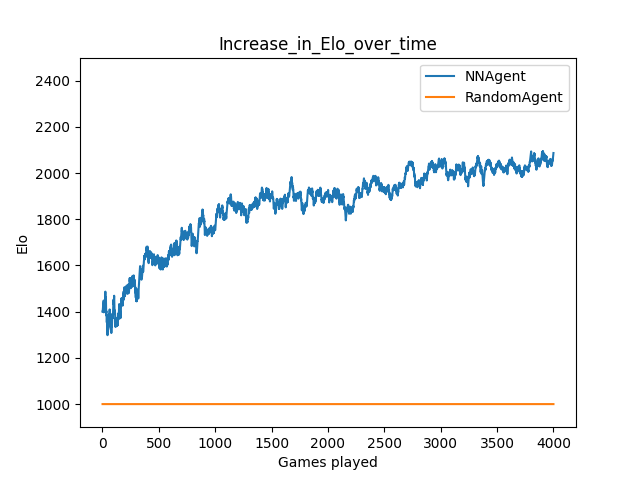 Increase_in_Elo_over_time
NNAgent
RandomAgent
2400
2200
2000
1800
1600
1400
1200
1000
Elo
0 500 1000 1500 2000 2500 3000 3500 4000
Games played